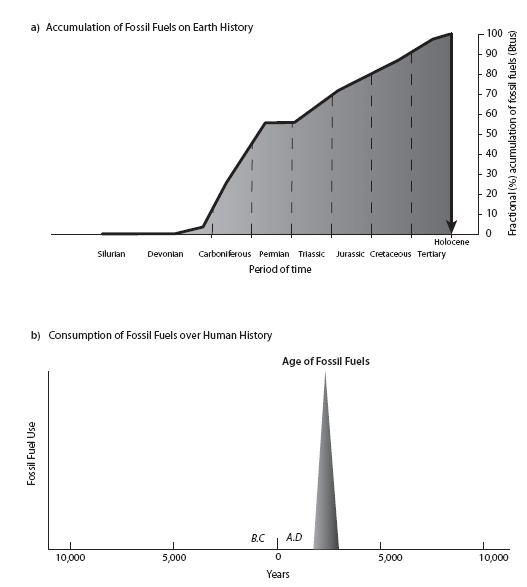 a) Accumulation of Fossil Fuels on Earth History
100
90
80
70
60
50
40
30
20
10
0
Fractional (%) acumulation of fossil fuels (Btus)
Holocene
Silurian Devonian Carboniferous Permian Triassic Jurassic Cretaceous Tertiary
Period of time
b) Consumption of Fossil Fuels over Human History
Age of Fossil Fuels
Fossil Fuel Use
B.C A.D
10,000 5,000 0 5,000 10,000
Years